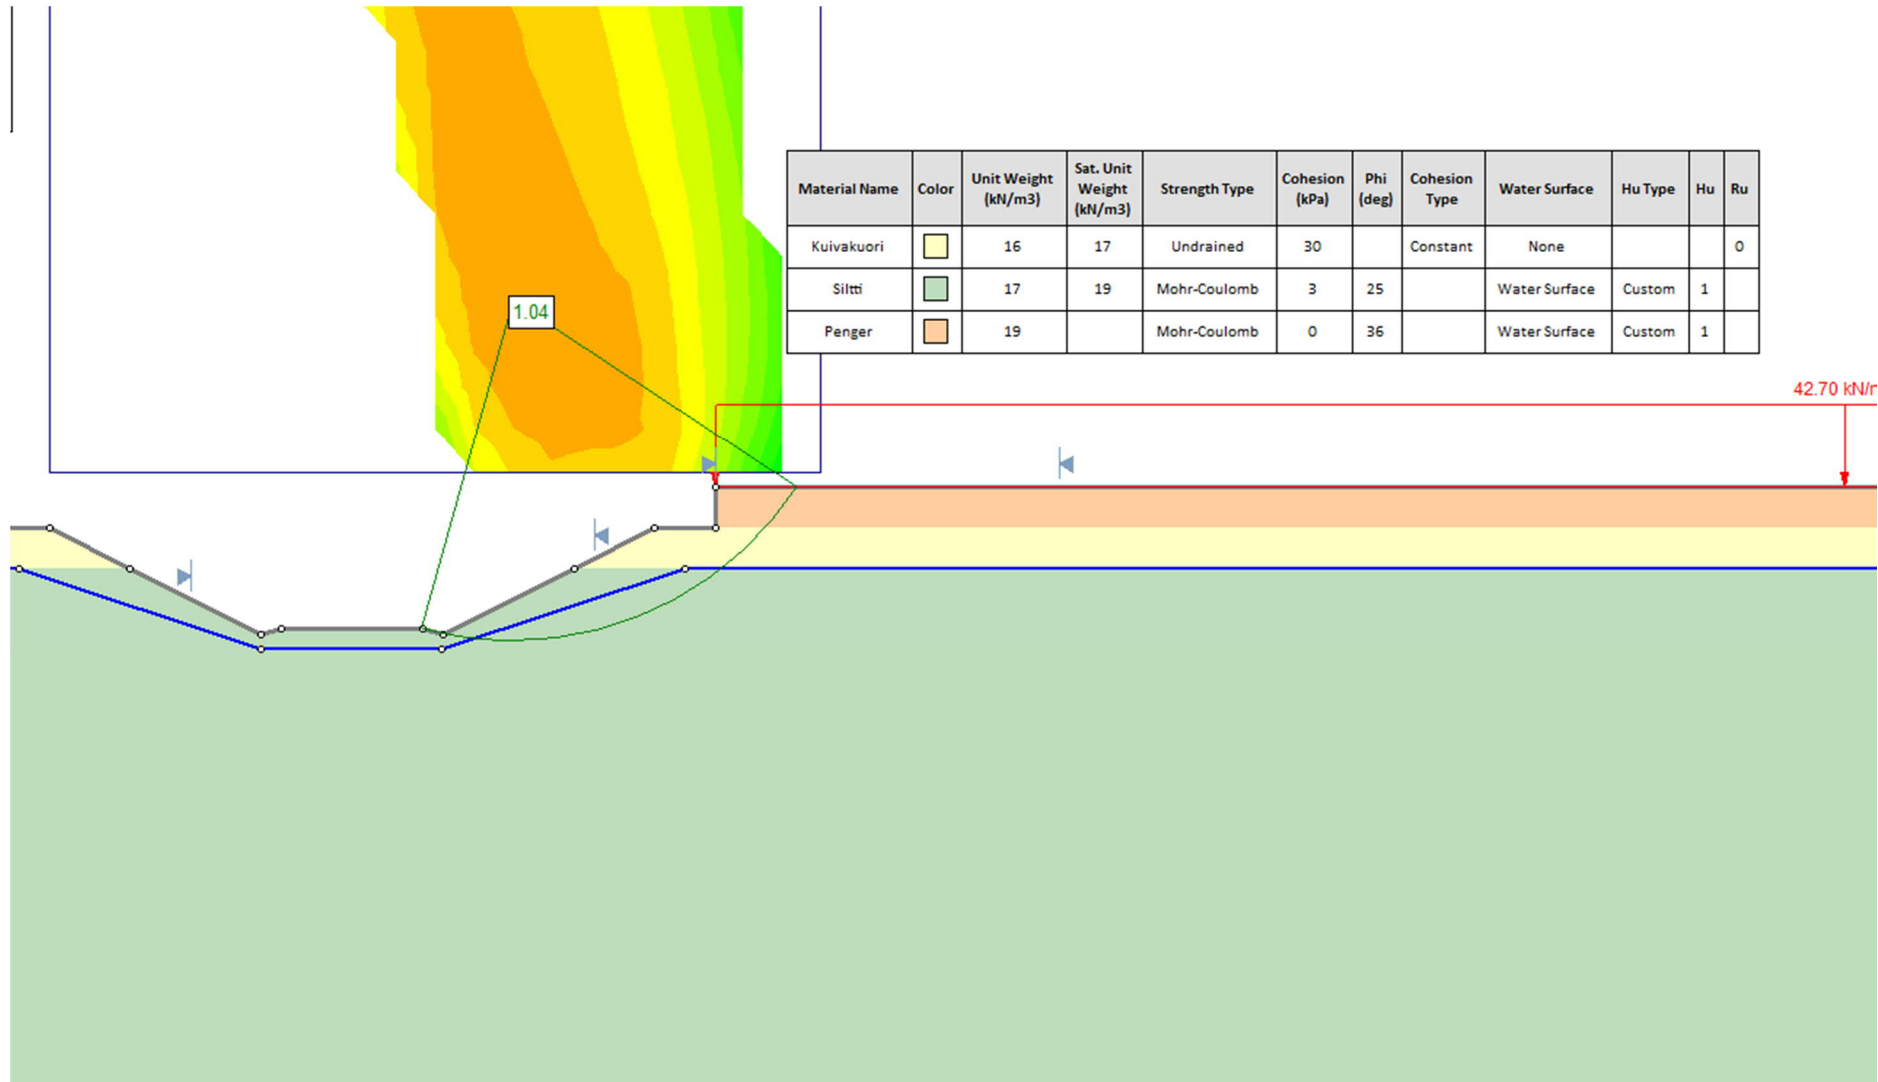 Material Name Color Unit Weight (kN/m3) Sat. Unit Weight (kN/m3) Strength Type Cohesion (kPa) Phi (deg) Cohesion Type Water Surface Hu Type Hu Ru
Kuivakuori 16 17 Undrained 30 Constant None 0
Siltti 17 19 Mohr-Coulomb 3 25 Water Surface Custom 1
Penger 19 Mohr-Coulomb 0 36 Water Surface Custom 1
1.04
42.70